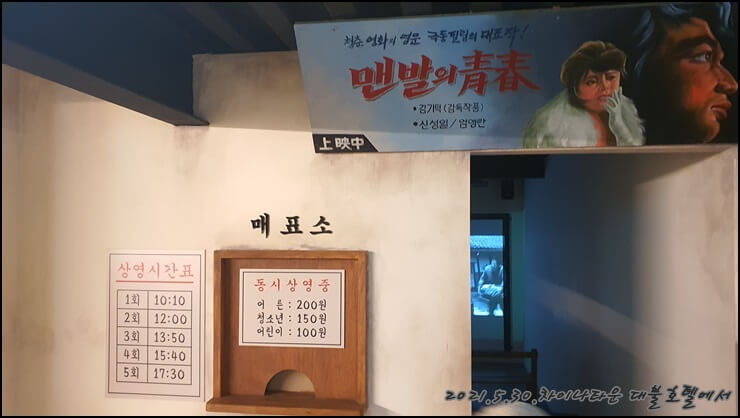 청춘 영화의 영운 극동필림의 대표작!
맨발의 靑春
• 김기덕(감독작품)
• 신성일/엄앵란
上映中
매표소
상영시간표
1회 10:10
2회 12:00
3회 13:50
4회 15:40
5회 17:30
동시상영중
어른 : 200원
청소년 : 150원
어린이 : 100원
2021.5.30.차이나타운 대불호텔에서